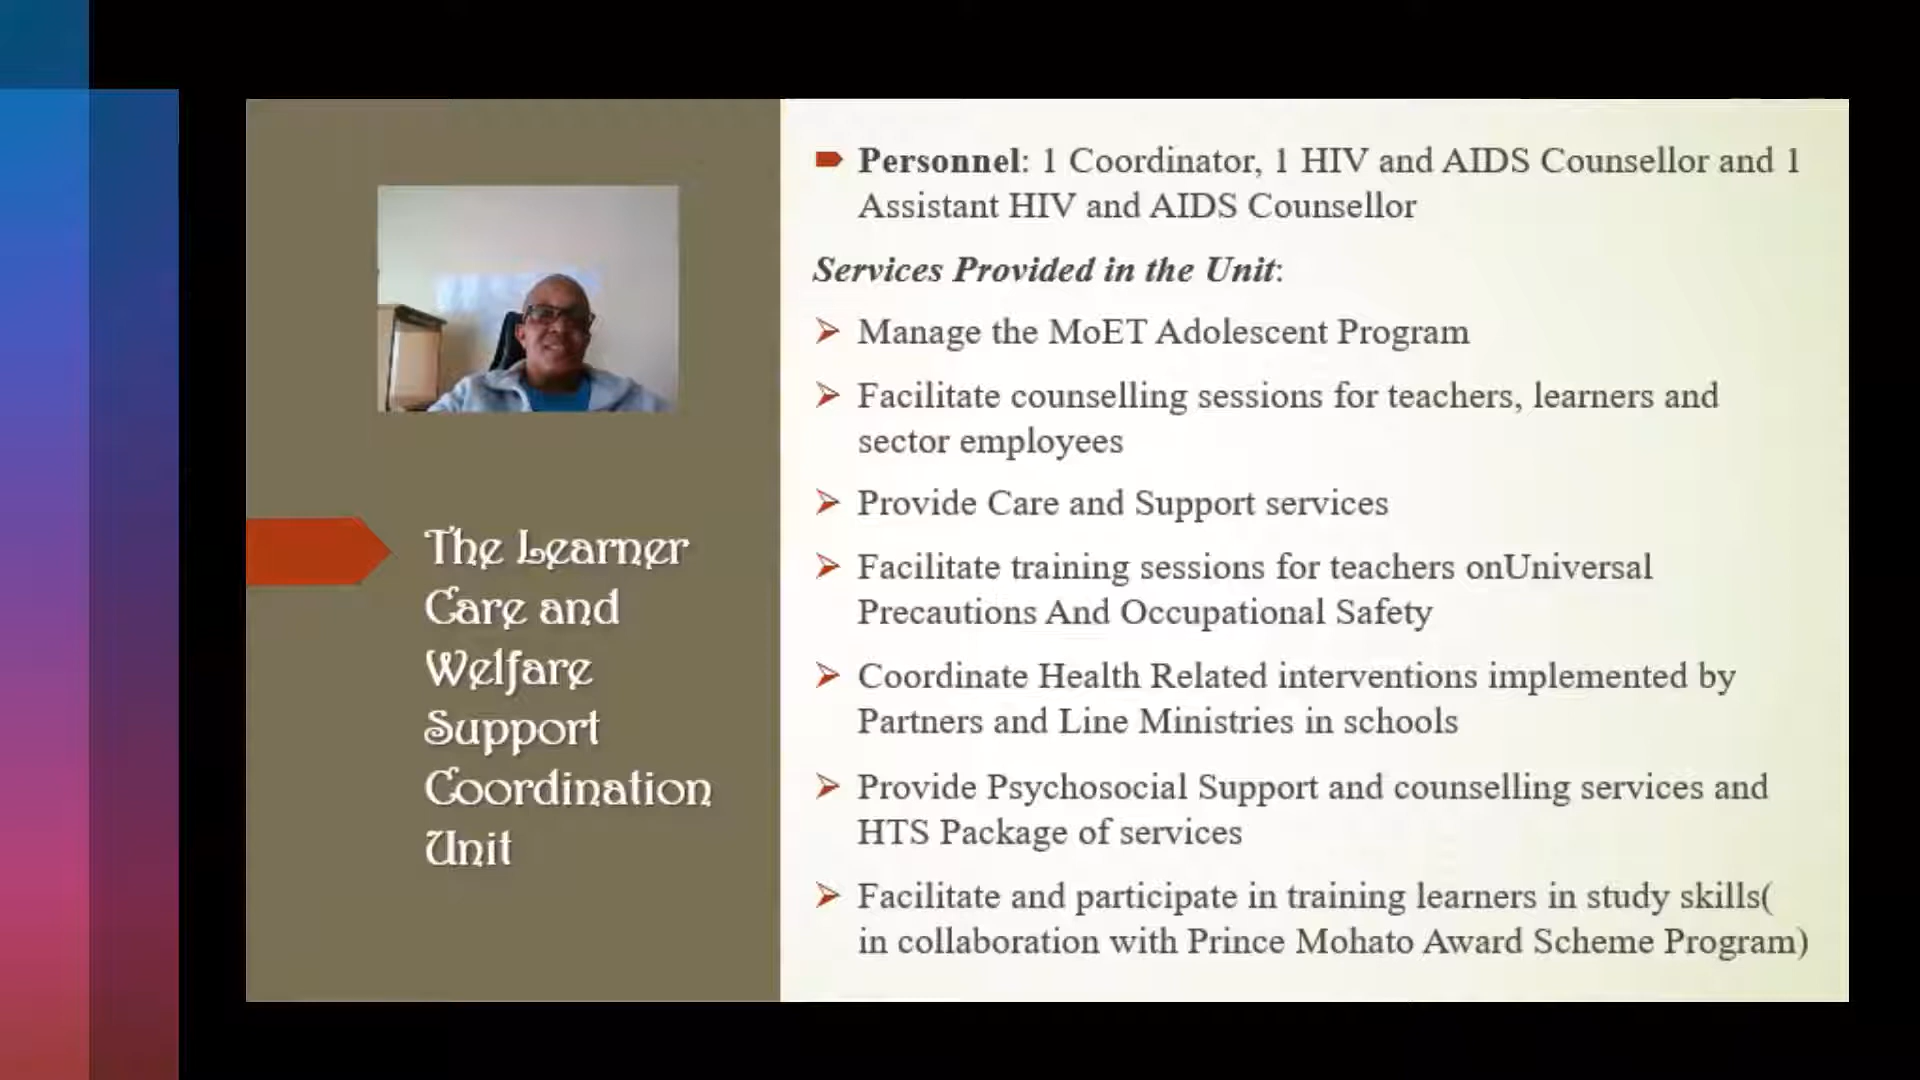 The Learner
Care and
Welfare
Support
Coordination
Unit
Personnel: 1 Coordinator, 1 HIV and AIDS Counsellor and 1
Assistant HIV and AIDS Counsellor
Services Provided in the Unit:
Manage the MoET Adolescent Program
Facilitate counselling sessions for teachers, learners and
sector employees
Provide Care and Support services
Facilitate training sessions for teachers onUniversal
Precautions And Occupational Safety
Coordinate Health Related interventions implemented by
Partners and Line Ministries in schools
Provide Psychosocial Support and counselling services and
HTS Package of services
Facilitate and participate in training learners in study skills(
in collaboration with Prince Mohato Award Scheme Program)